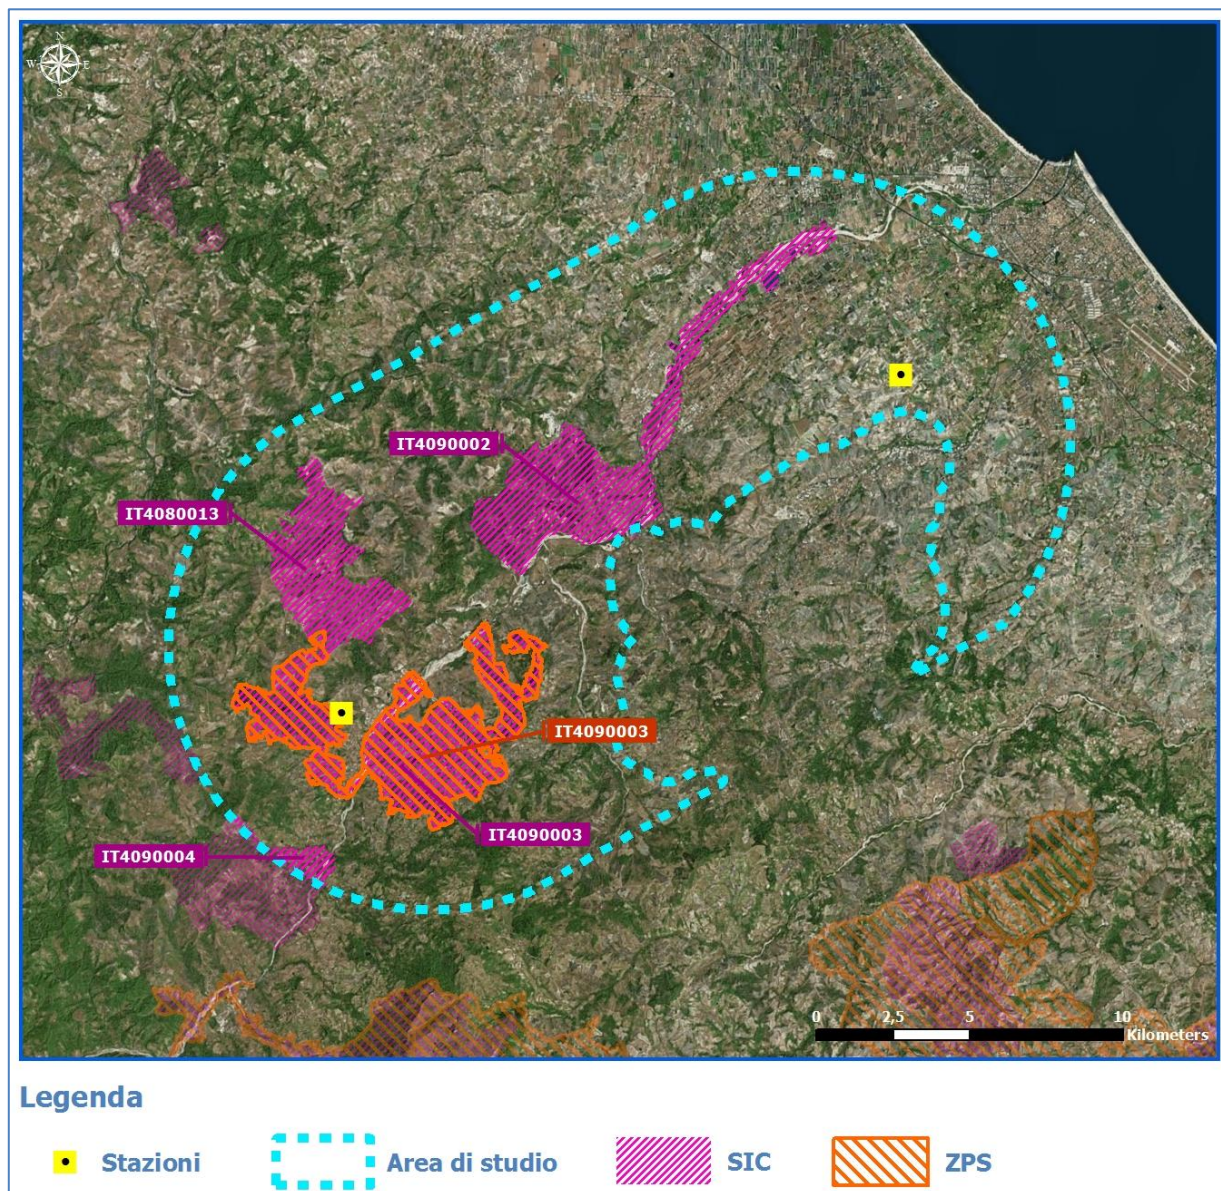 N
W E
S
IT4090002
IT4080013
IT4090003
IT4090003
IT4090004
0 2,5 5 10
Kilometers
Legenda
Stazioni
Area di studio
SIC
ZPS